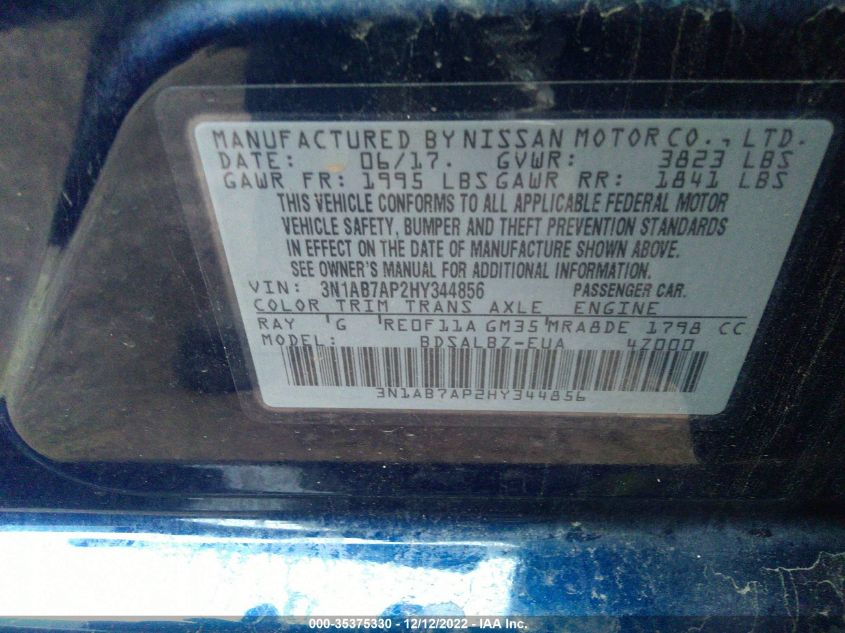 MANUFACTURED BY NISSAN MOTOR CO., LTD.
DATE: 06/17. GVWR: 3823 LBS
GAWR FR: 1995 LBS GAWR RR: 1841 LBS
THIS VEHICLE CONFORMS TO ALL APPLICABLE FEDERAL MOTOR
VEHICLE SAFETY, BUMPER AND THEFT PREVENTION STANDARDS
IN EFFECT ON THE DATE OF MANUFACTURE SHOWN ABOVE.
SEE OWNER'S MANUAL FOR ADDITIONAL INFORMATION.
VIN: 3N1AB7AP2HY344856 PASSENGER CAR.
COLOR TRIM TRANS AXLE ENGINE
RAY G RE0F11A GM35 MRA8DE 1798 CC
MODEL: BDSALBZ-EUA 4Z000
3N1AB7AP2HY344856
000-35375330 - 12/12/2022 - IAA Inc.